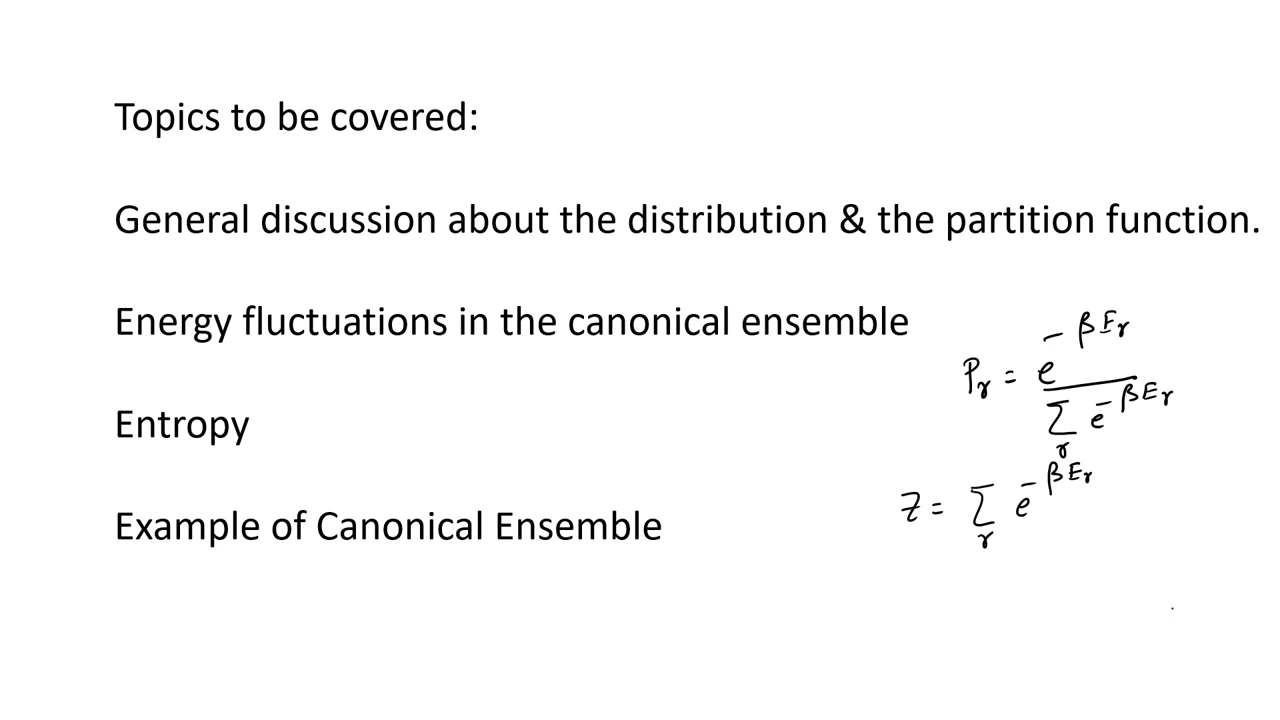 Topics to be covered:
General discussion about the distribution & the partition function.
Energy fluctuations in the canonical ensemble
Entropy
Example of Canonical Ensemble
P_r = e^{-βE_r} / Σ_r e^{-βE_r}
Z = Σ_r e^{-βE_r}